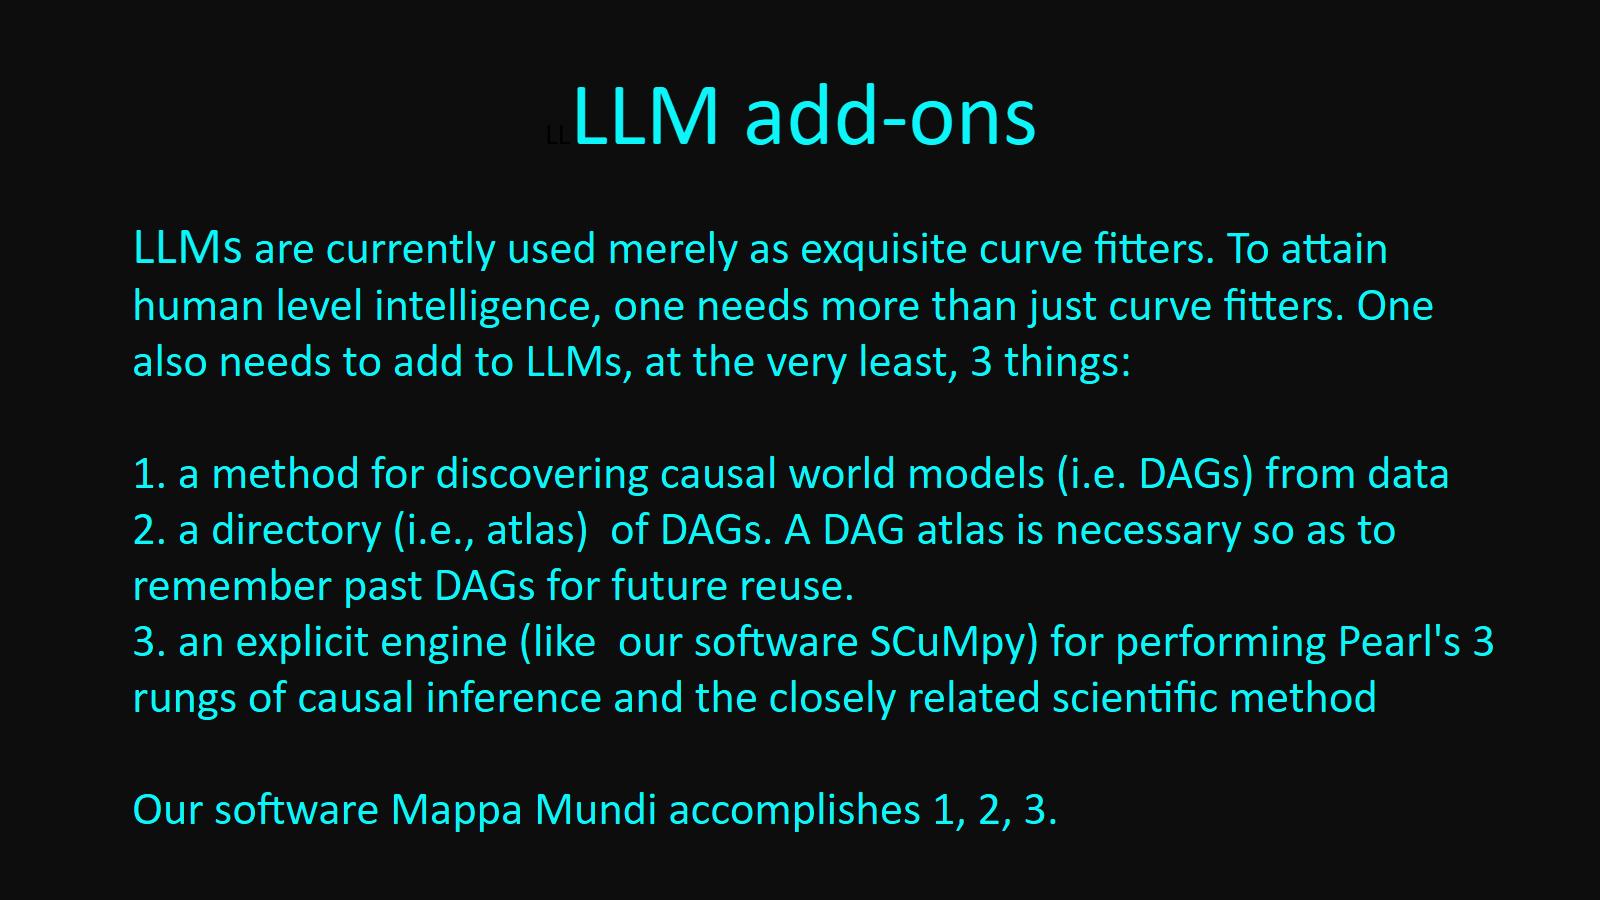 LLLLM add-ons
LLMs are currently used merely as exquisite curve fitters. To attain
human level intelligence, one needs more than just curve fitters. One
also needs to add to LLMs, at the very least, 3 things:
1. a method for discovering causal world models (i.e. DAGs) from data
2. a directory (i.e., atlas)  of DAGs. A DAG atlas is necessary so as to
remember past DAGs for future reuse.
3. an explicit engine (like  our software SCuMpy) for performing Pearl's 3
rungs of causal inference and the closely related scientific method
Our software Mappa Mundi accomplishes 1, 2, 3.